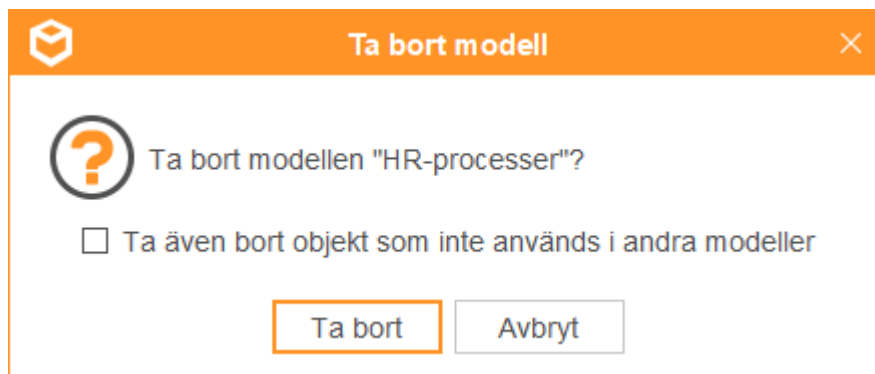 Ta bort modell
Ta bort modellen "HR-processer"?
Ta även bort objekt som inte används i andra modeller
Ta bort
Avbryt